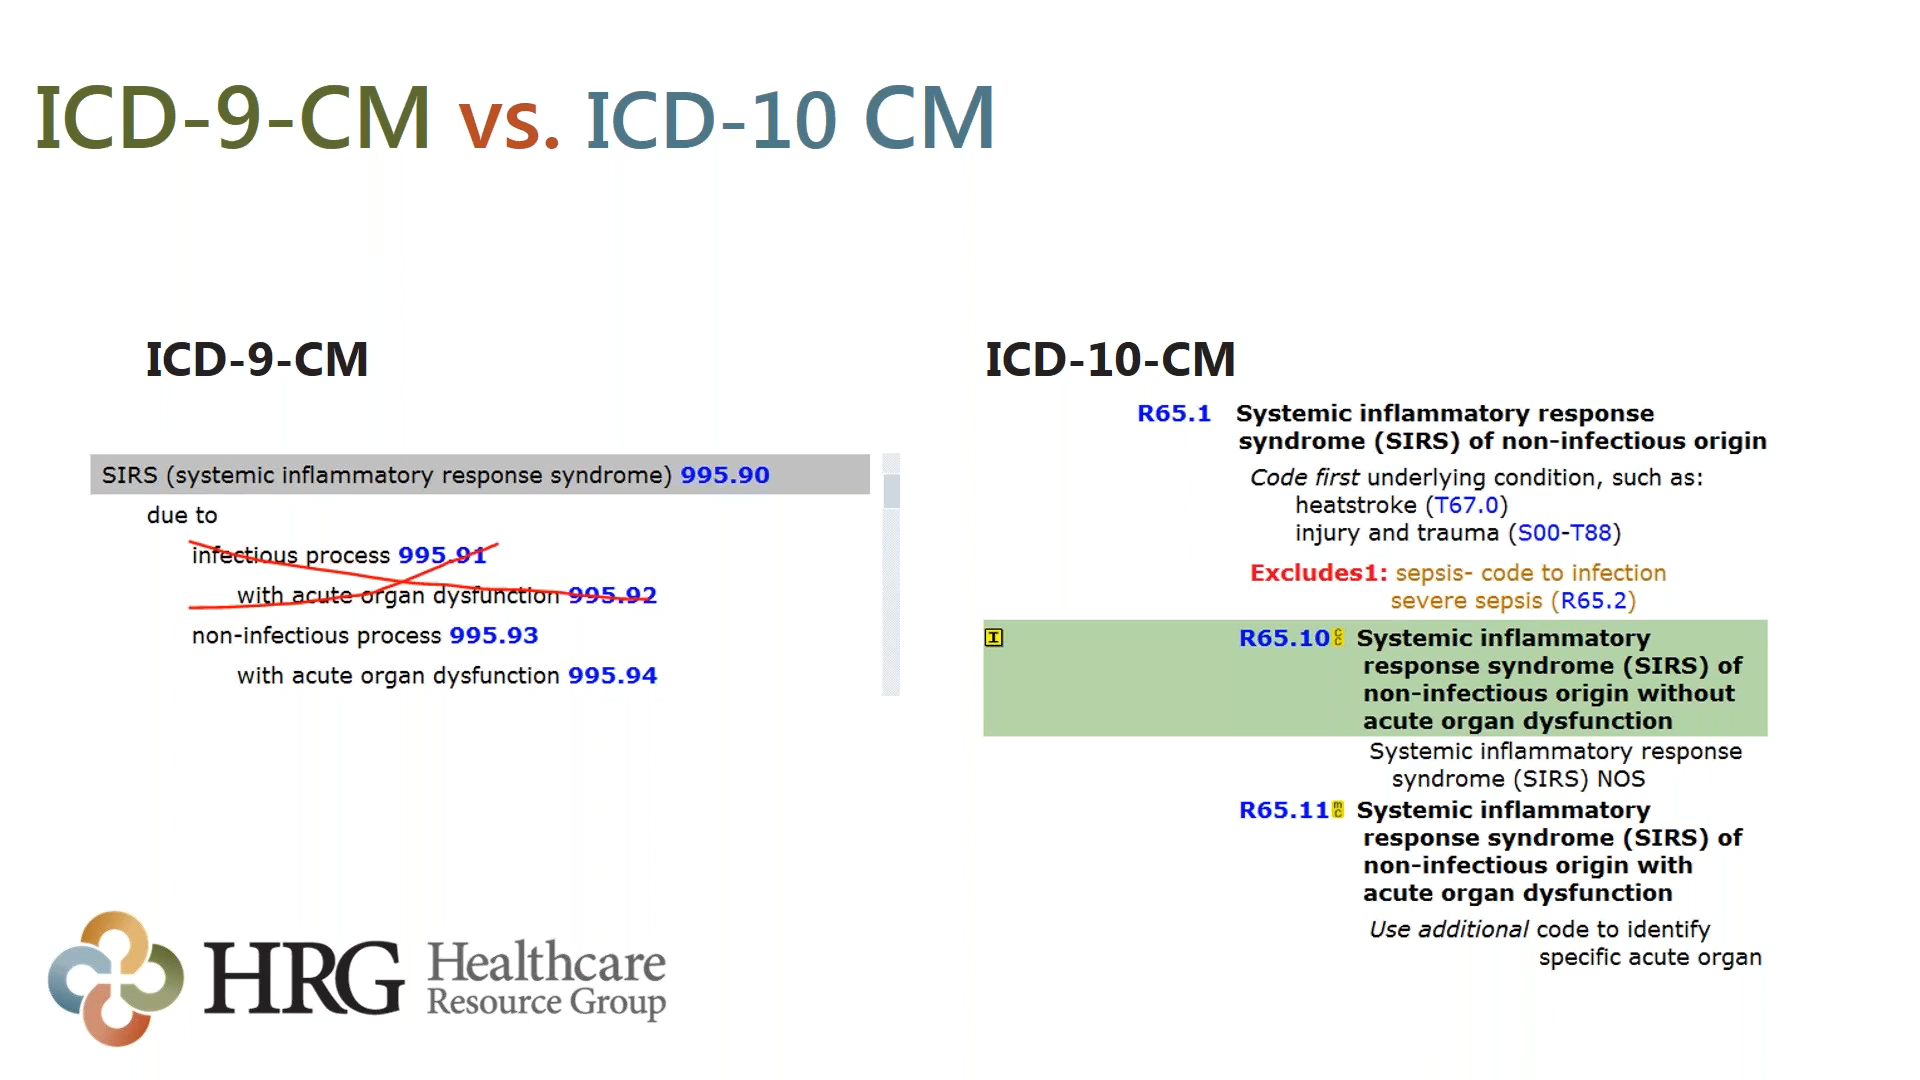 ICD-9-CM vs. ICD-10 CM
ICD-9-CM
SIRS (systemic inflammatory response syndrome) 995.90
due to
infectious process 995.91
with acute organ dysfunction 995.92
non-infectious process 995.93
with acute organ dysfunction 995.94
ICD-10-CM
R65.1 Systemic inflammatory response
syndrome (SIRS) of non-infectious origin
Code first underlying condition, such as:
heatstroke (T67.0)
injury and trauma (S00-T88)
Excludes1: sepsis- code to infection
severe sepsis (R65.2)
I R65.10 cc Systemic inflammatory
response syndrome (SIRS) of
non-infectious origin without
acute organ dysfunction
Systemic inflammatory response
syndrome (SIRS) NOS
R65.11 mc Systemic inflammatory
response syndrome (SIRS) of
non-infectious origin with
acute organ dysfunction
Use additional code to identify
specific acute organ
HRG Healthcare
Resource Group